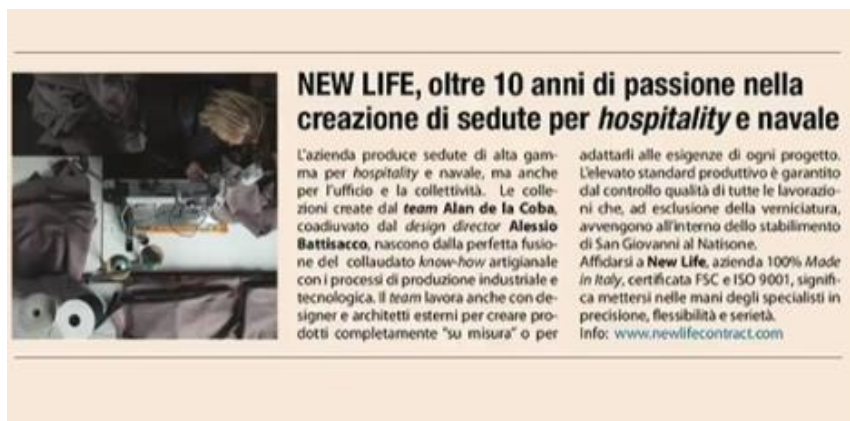 NEW LIFE, oltre 10 anni di passione nella
creazione di sedute per hospitality e navale
L'azienda produce sedute di alta gam-
ma per hospitality e navale, ma anche
per l'ufficio e la collettività. Le colle-
zioni create dal team Alan de la Coba,
coadiuvato dal design director Alessio
Battisacco, nascono dalla perfetta fusio-
ne del collaudato know-how artigianale
con i processi di produzione industriale e
tecnologica. Il team lavora anche con de-
signer e architetti esterni per creare pro-
dotti completamente "su misura" o per
adattarli alle esigenze di ogni progetto.
L'elevato standard produttivo è garantito
dal controllo qualità di tutte le lavorazio-
ni che, ad esclusione della verniciatura,
avvengono all'interno dello stabilimento
di San Giovanni al Natisone.
Affidarsi a New Life, azienda 100% Made
in Italy, certificata FSC e ISO 9001, signifi-
ca mettersi nelle mani degli specialisti in
precisione, flessibilità e serietà.
Info: www.newlifecontract.com